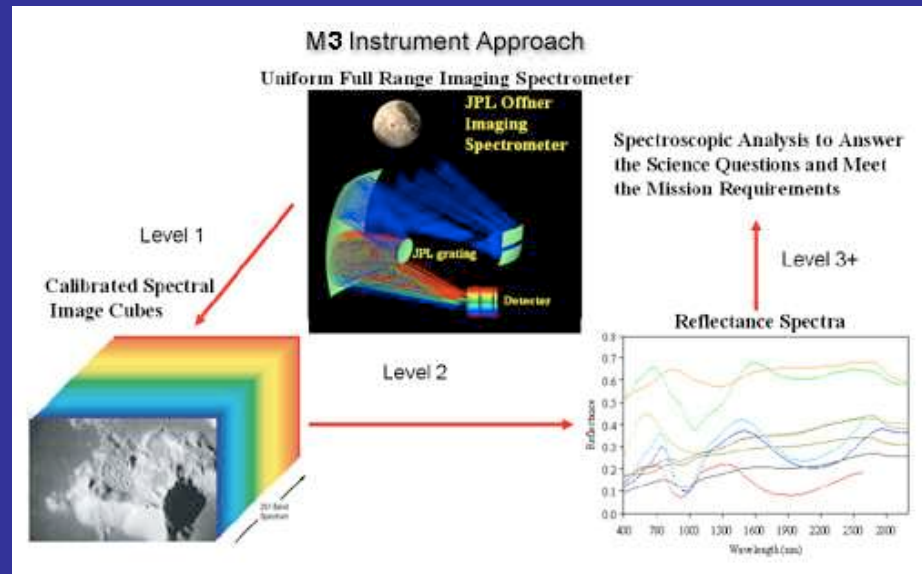 M3 Instrument Approach
Uniform Full Range Imaging Spectrometer
JPL Offner
Imaging
Spectrometer
JPL grating
Detector
Spectroscopic Analysis to Answer
the Science Questions and Meet
the Mission Requirements
Level 1
Level 3+
Calibrated Spectral
Image Cubes
Level 2
Reflectance Spectra
0.8
0.7
0.6
0.5
0.4
0.3
0.2
0.1
0.0
Reflectance
400 700 1000 1300 1600 1900 2200 2500 2800
Wavelength (nm)
Spectrum